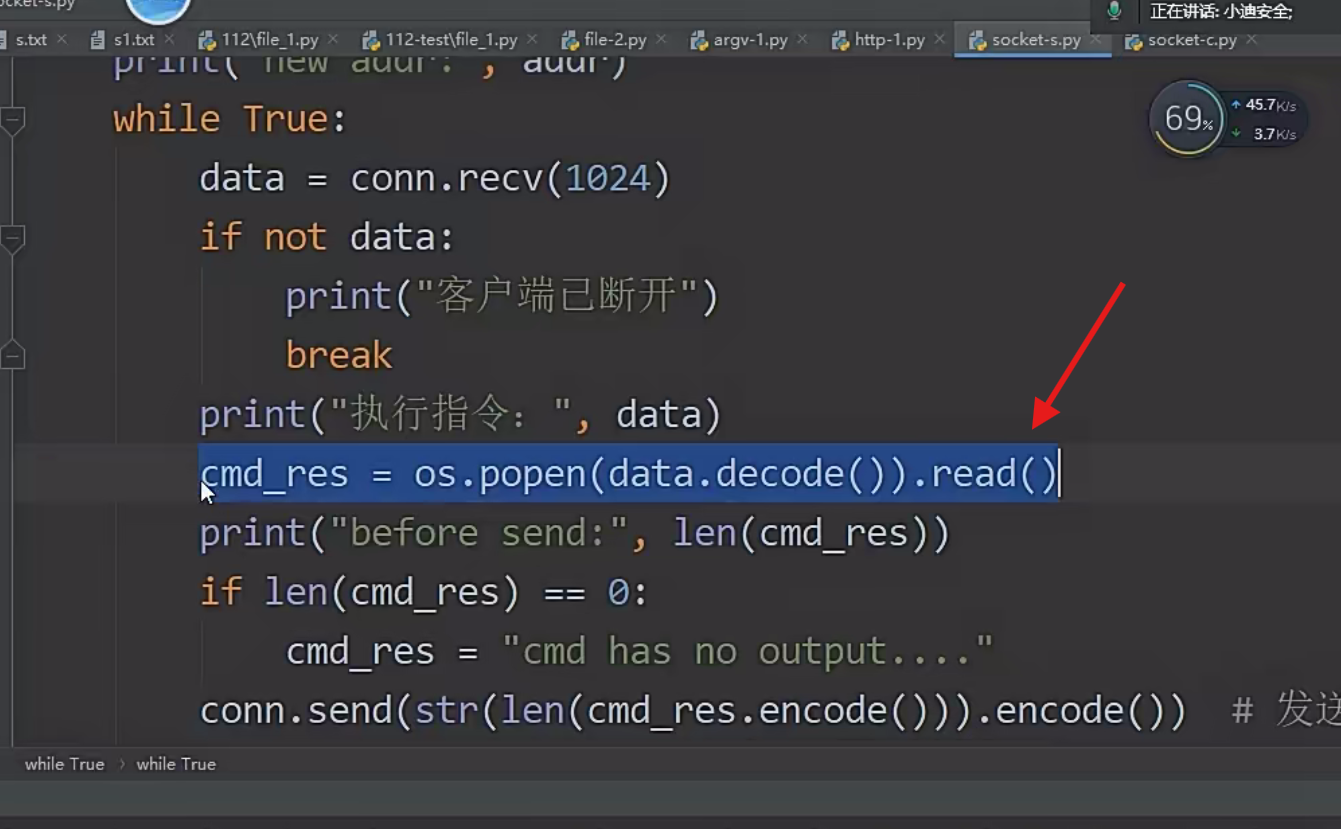 ocket-s.py
正在讲话: 小迪安全;
s.txt s1.txt 112\file_1.py 112-test\file_1.py file-2.py argv-1.py http-1.py socket-s.py socket-c.py
print("new addr:", addr)
while True:
69% 45.7K/s
3.7K/s
data = conn.recv(1024)
if not data:
print("客户端已断开")
break
print("执行指令：", data)
cmd_res = os.popen(data.decode()).read()
print("before send:", len(cmd_res))
if len(cmd_res) == 0:
cmd_res = "cmd has no output...."
conn.send(str(len(cmd_res.encode())).encode()) # 发送
while True › while True